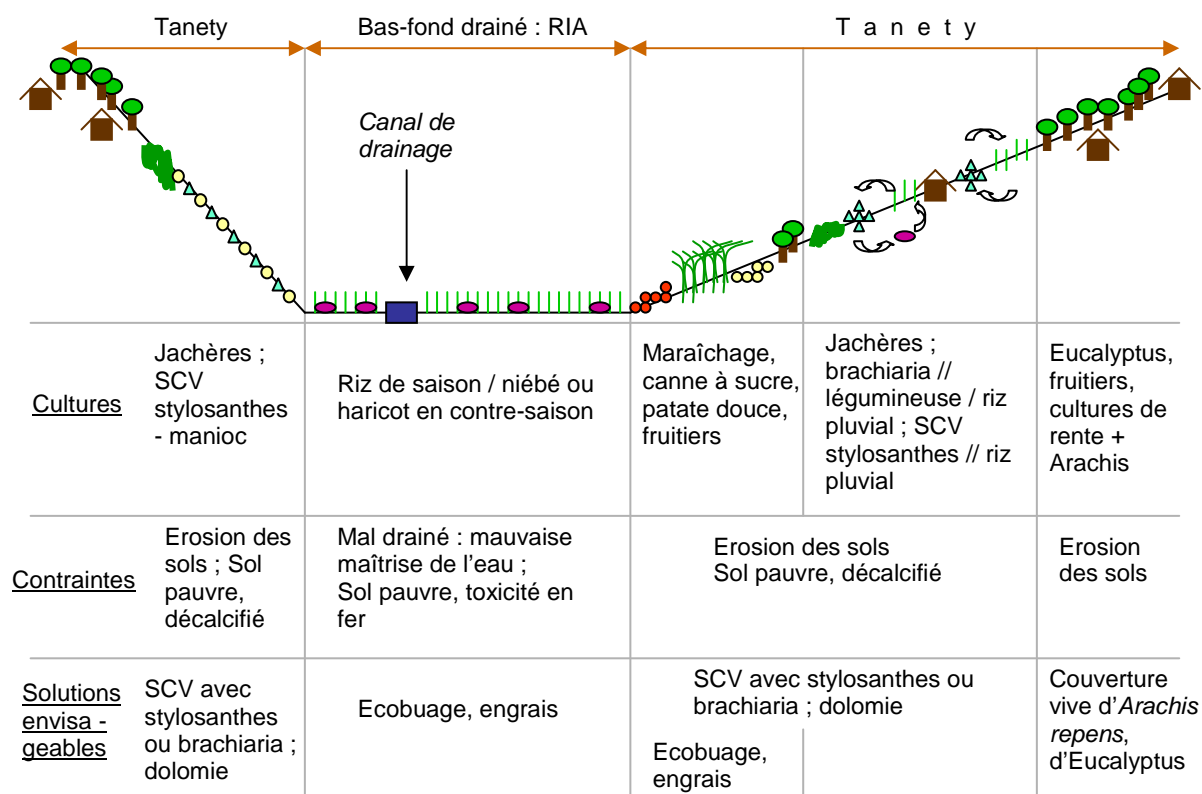 Tanety
Bas-fond drainé : RIA
T a n e t y
Canal de
drainage
Cultures
Jachères ;
SCV
stylosanthes
- manioc
Riz de saison / niébé ou
haricot en contre-saison
Maraîchage,
canne à sucre,
patate douce,
fruitiers
Jachères ;
brachiaria //
légumineuse / riz
pluvial ; SCV
stylosanthes // riz
pluvial
Eucalyptus,
fruitiers,
cultures de
rente +
Arachis
Contraintes
Erosion des
sols ; Sol
pauvre,
décalcifié
Mal drainé : mauvaise
maîtrise de l'eau ;
Sol pauvre, toxicité en
fer
Erosion des sols
Sol pauvre, décalcifié
Erosion
des sols
Solutions
envisa -
geables
SCV avec
stylosanthes
ou brachiaria ;
dolomie
Ecobuage, engrais
SCV avec stylosanthes ou
brachiaria ; dolomie
Ecobuage,
engrais
Couverture
vive d'Arachis
repens,
d'Eucalyptus